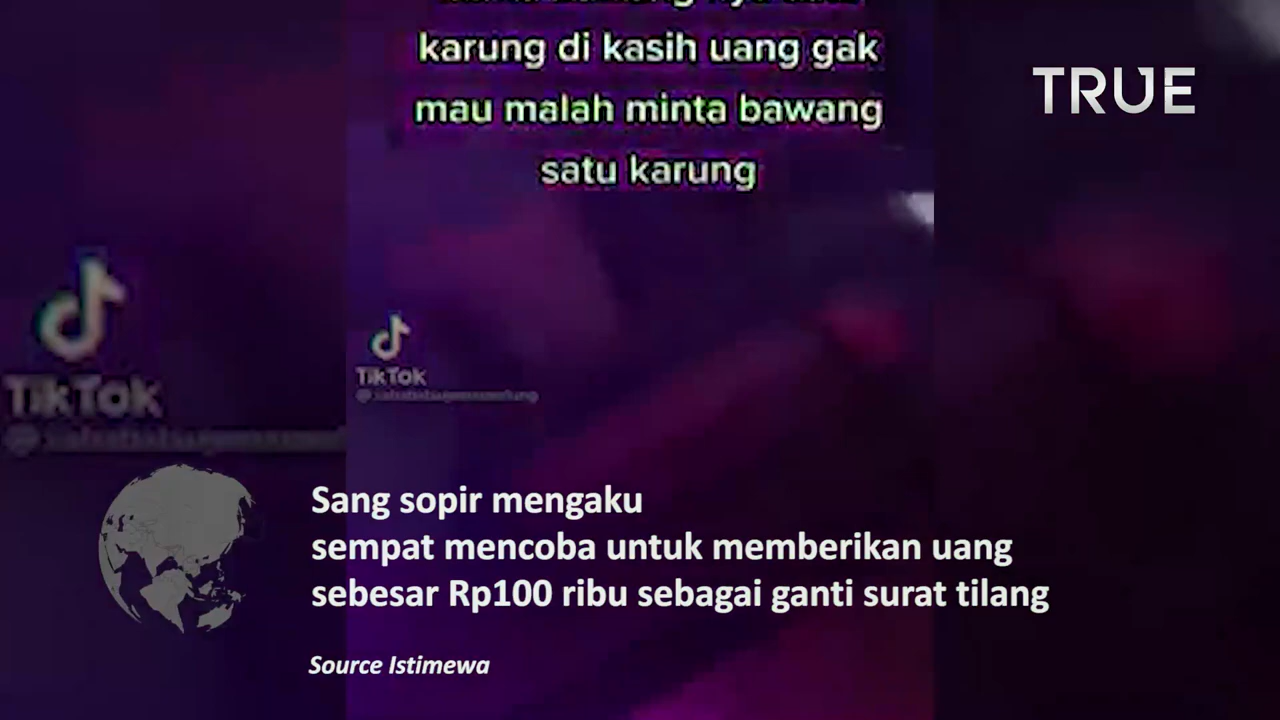 karung di kasih uang gak
mau malah minta bawang
satu karung
TRUE
TikTok
TikTok
Sang sopir mengaku
sempat mencoba untuk memberikan uang
sebesar Rp100 ribu sebagai ganti surat tilang
Source Istimewa